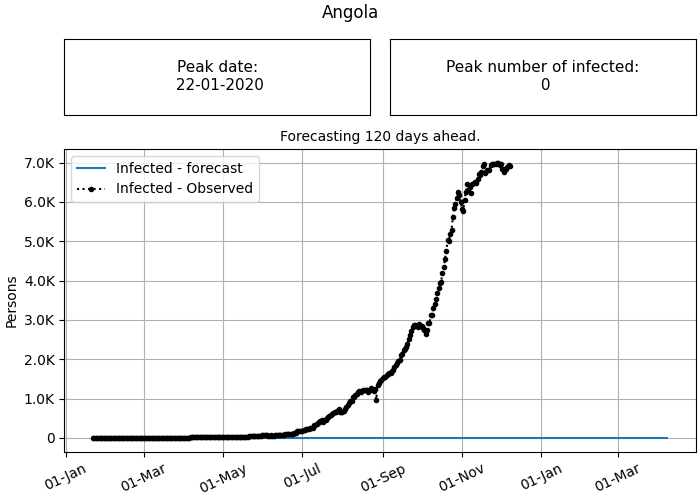 Angola
Peak date:
22-01-2020
Peak number of infected:
0
Forecasting 120 days ahead.
Infected - forecast
Infected - Observed
7.0K
6.0K
5.0K
4.0K
3.0K
2.0K
1.0K
0
Persons
01-Jan
01-Mar
01-May
01-Jul
01-Sep
01-Nov
01-Jan
01-Mar